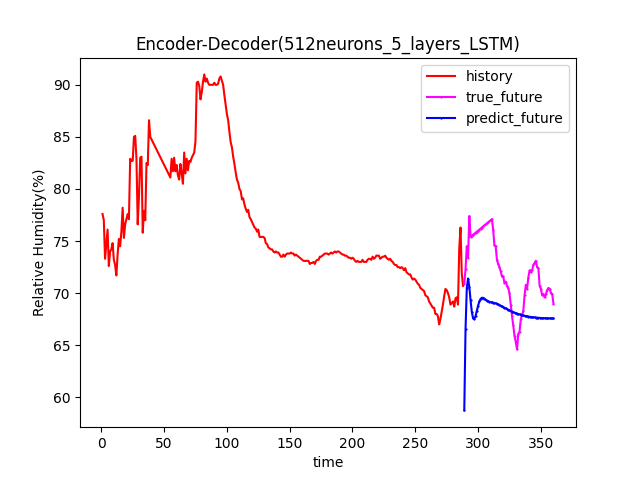 Encoder-Decoder(512neurons_5_layers_LSTM)
history
true_future
predict_future
Relative Humidity(%)
90
85
80
75
70
65
60
0
50
100
150
200
250
300
350
time